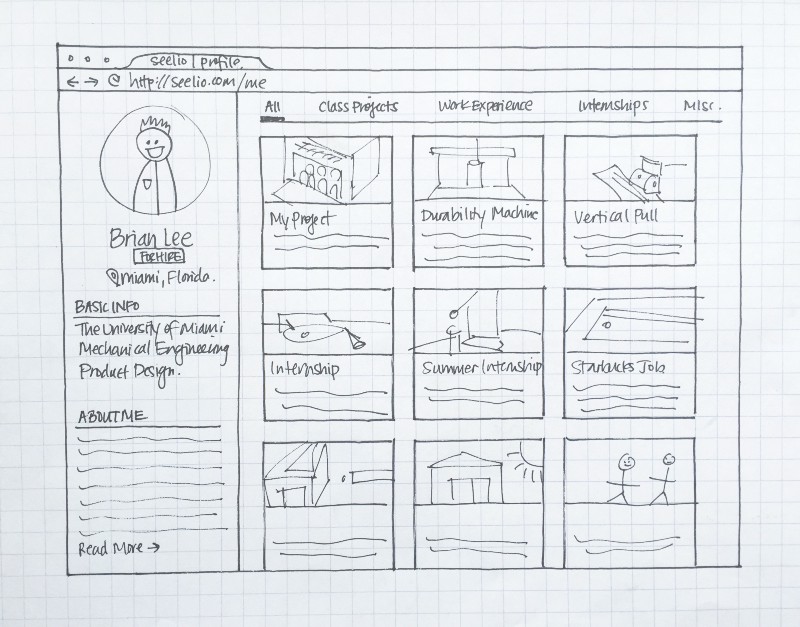 seelio | profile
http://seelio.com/me
All Class Projects Work Experience Internships Misc.
Brian Lee
FOR HIRE
Miami, Florida.
BASIC INFO
The University of Miami
Mechanical Engineering
Product Design.
ABOUT ME
Read More →
My Project
Durability Machine
Vertical Pull
Internship
Summer Internship
Starbucks Job